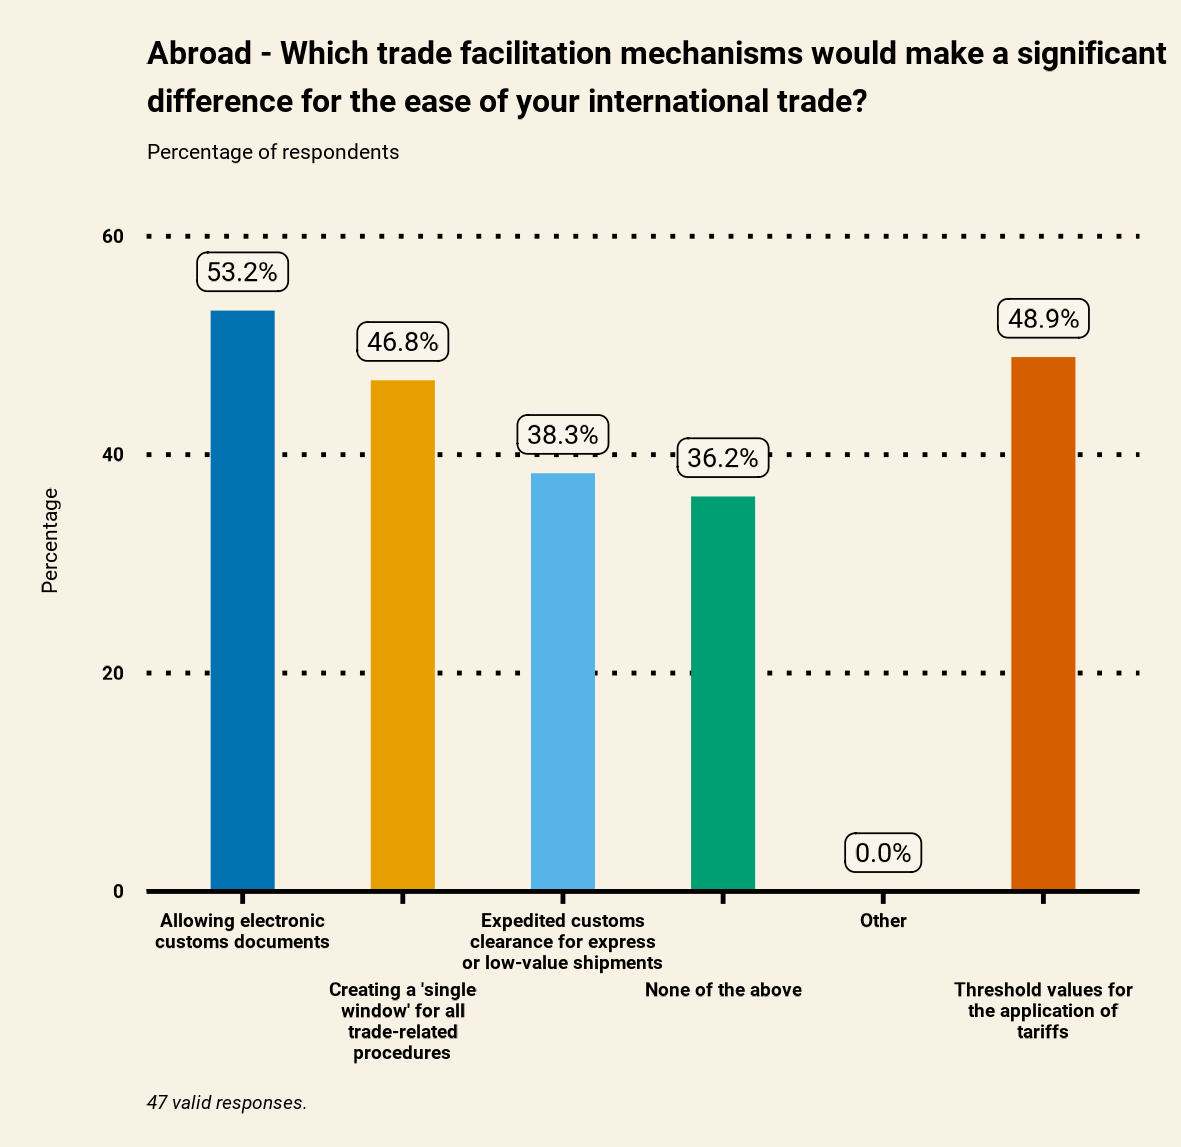 Abroad - Which trade facilitation mechanisms would make a significant
difference for the ease of your international trade?
Percentage of respondents
60
53.2%
48.9%
46.8%
38.3%
40
36.2%
Percentage
20
0.0%
0
Allowing electronic
customs documents
Expedited customs
clearance for express
or low-value shipments
Other
Creating a 'single
window' for all
trade-related
procedures
None of the above
Threshold values for
the application of
tariffs
47 valid responses.